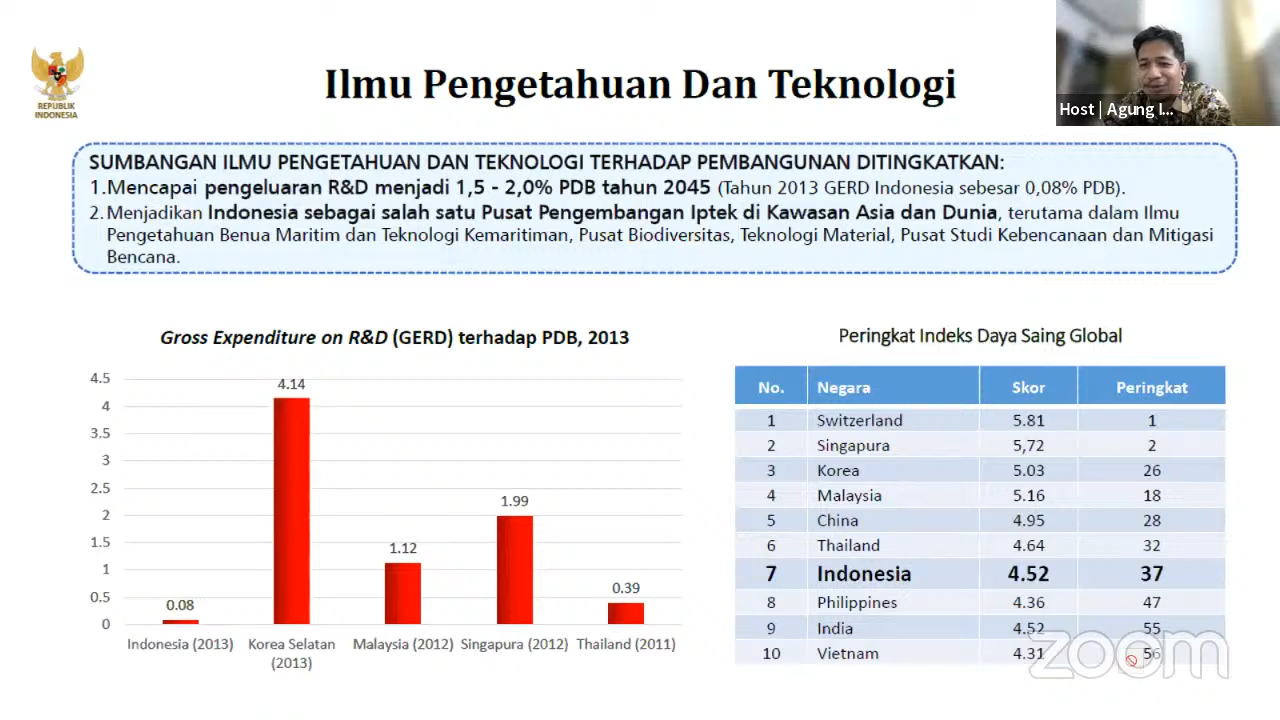 REPUBLIK
INDONESIA
Ilmu Pengetahuan Dan Teknologi
Host | Agung I...
SUMBANGAN ILMU PENGETAHUAN DAN TEKNOLOGI TERHADAP PEMBANGUNAN DITINGKATKAN:
1.Mencapai pengeluaran R&D menjadi 1,5 - 2,0% PDB tahun 2045 (Tahun 2013 GERD Indonesia sebesar 0,08% PDB).
2. Menjadikan Indonesia sebagai salah satu Pusat Pengembangan Iptek di Kawasan Asia dan Dunia, terutama dalam Ilmu
Pengetahuan Benua Maritim dan Teknologi Kemaritiman, Pusat Biodiversitas, Teknologi Material, Pusat Studi Kebencanaan dan Mitigasi
Bencana.
Gross Expenditure on R&D (GERD) terhadap PDB, 2013
4.5
4
3.5
3
2.5
2
1.5
1
0.5
0
0.08
4.14
1.12
1.99
0.39
Indonesia (2013)
Korea Selatan
(2013)
Malaysia (2012)
Singapura (2012)
Thailand (2011)
Peringkat Indeks Daya Saing Global
No. Negara Skor Peringkat
1 Switzerland 5.81 1
2 Singapura 5,72 2
3 Korea 5.03 26
4 Malaysia 5.16 18
5 China 4.95 28
6 Thailand 4.64 32
7 Indonesia 4.52 37
8 Philippines 4.36 47
9 India 4.52 55
10 Vietnam 4.31 56
zoom